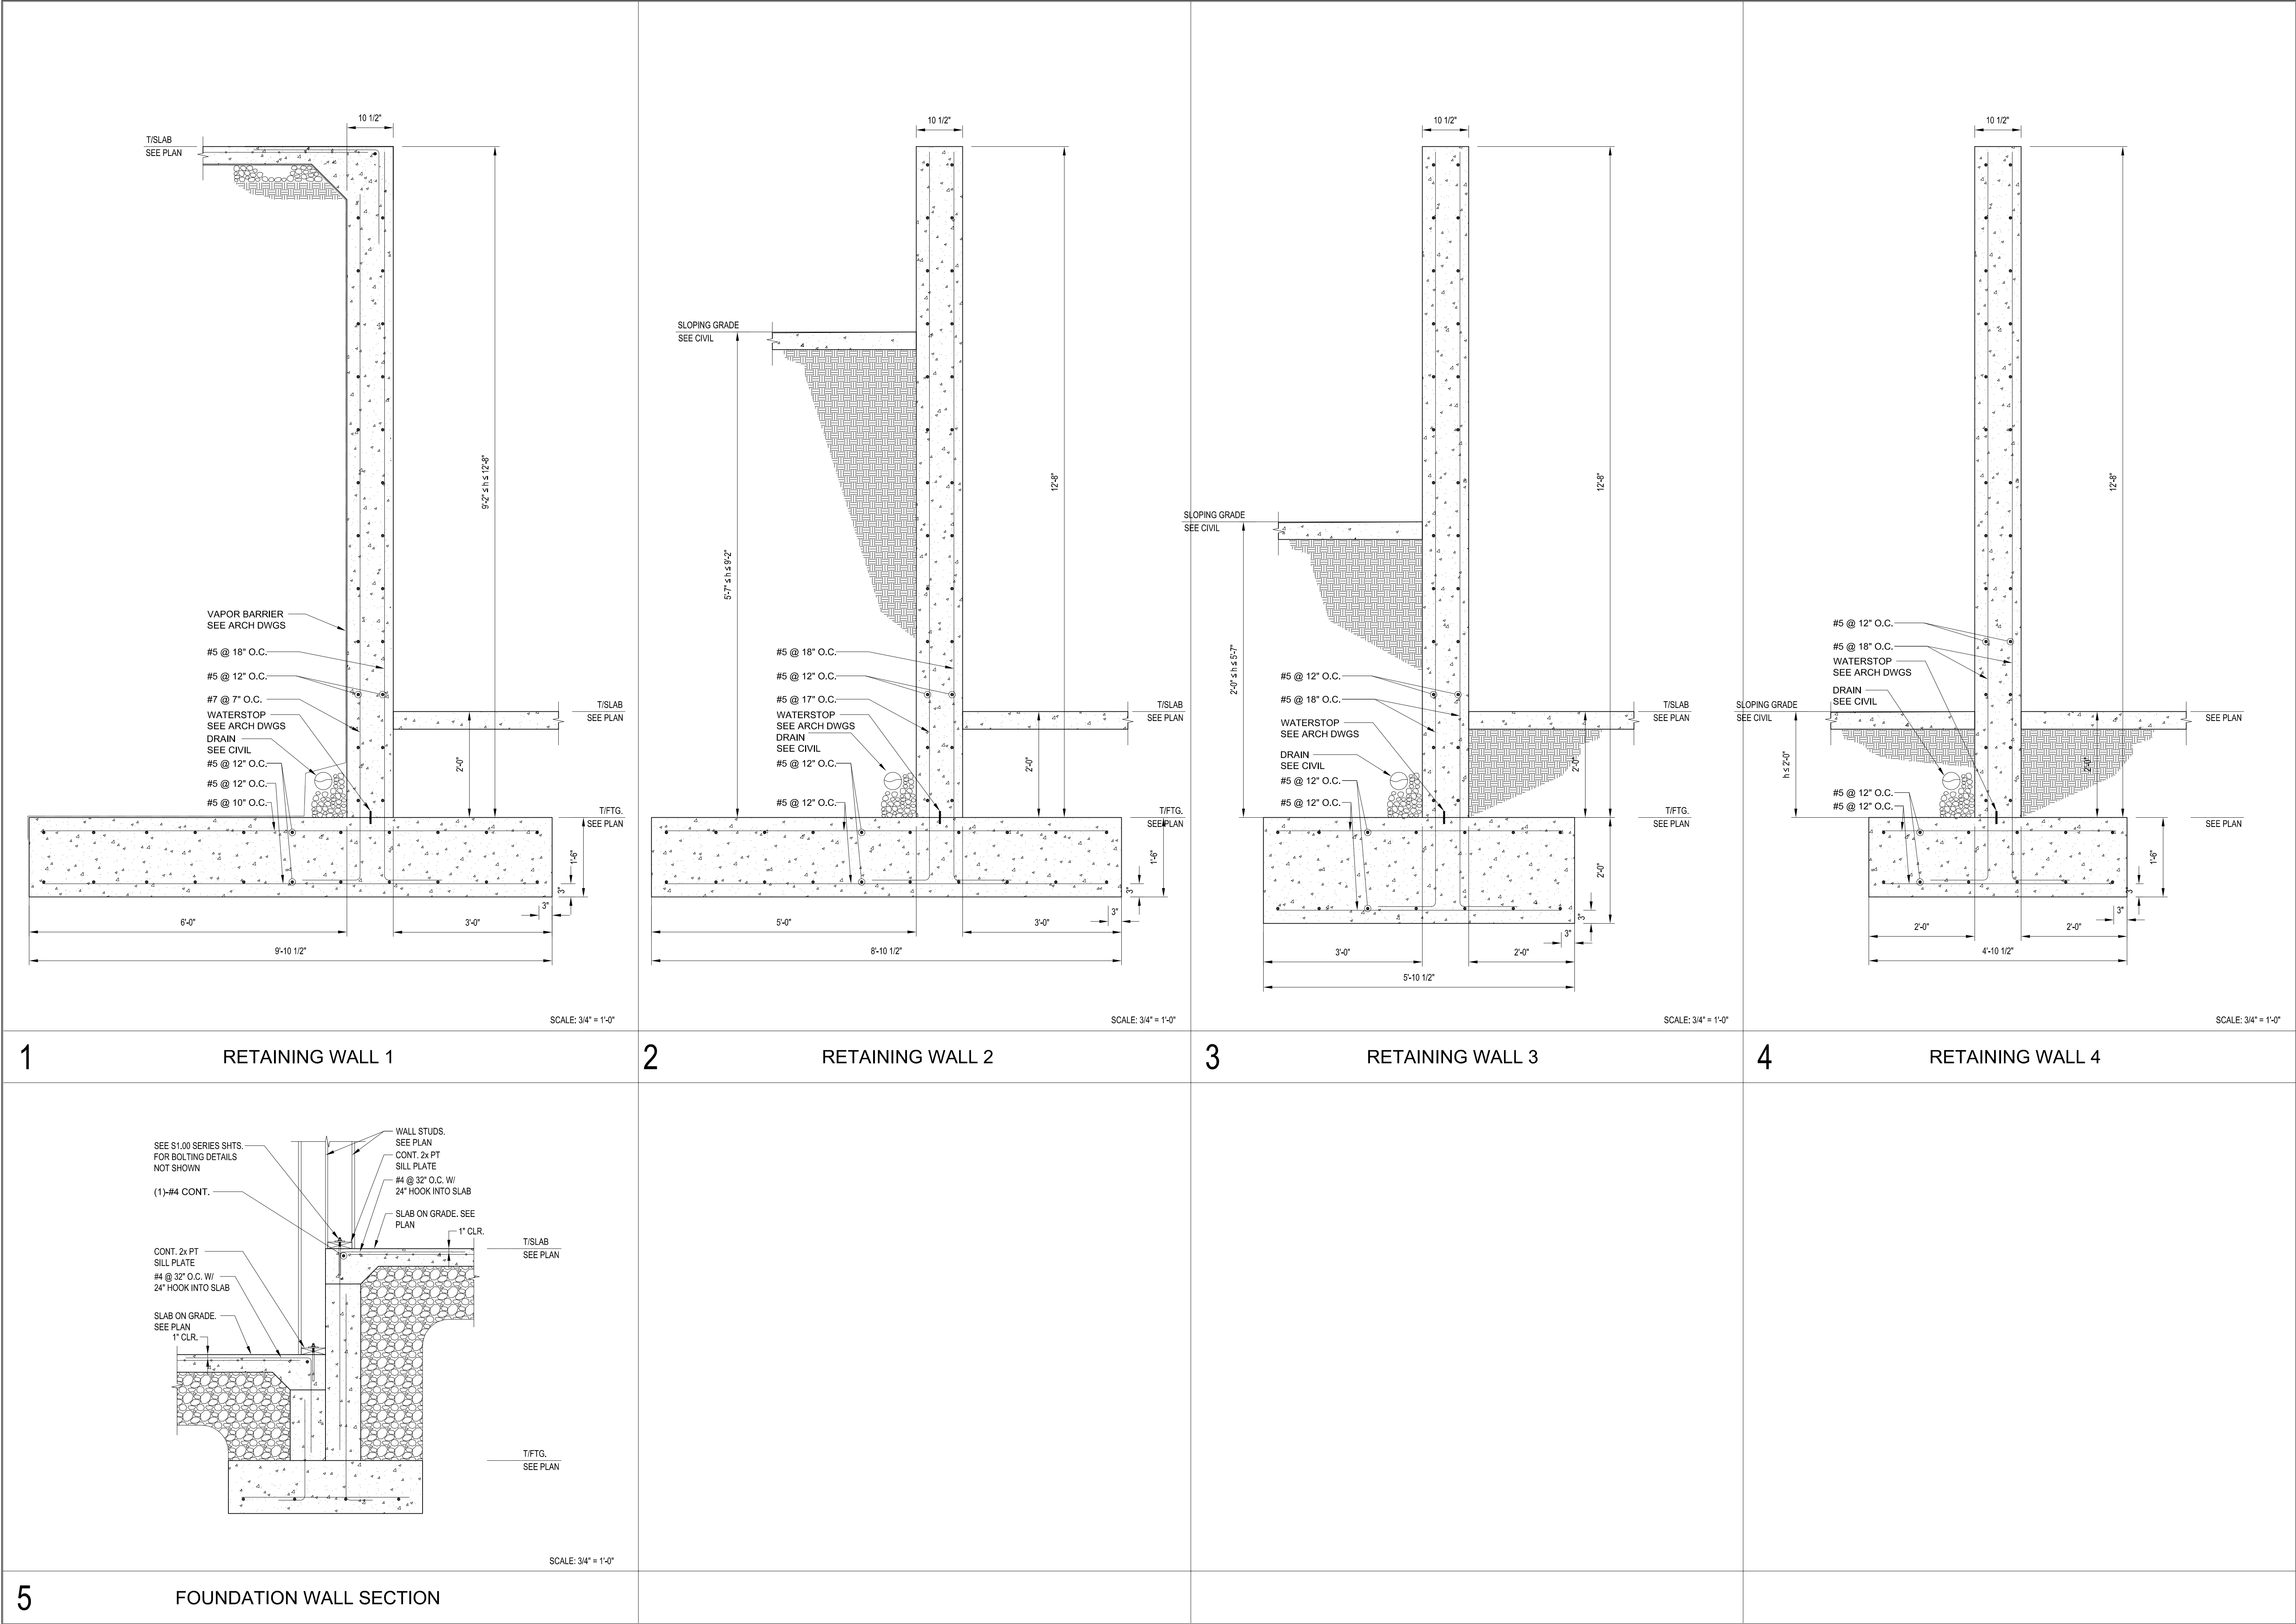 10 1/2"
T/SLAB
SEE PLAN
9'-2" ≤ h ≤ 12'-8"
VAPOR BARRIER
SEE ARCH DWGS
#5 @ 18" O.C.
#5 @ 12" O.C.
#7 @ 7" O.C.
WATERSTOP
SEE ARCH DWGS
DRAIN
SEE CIVIL
#5 @ 12" O.C.
#5 @ 12" O.C.
#5 @ 10" O.C.
T/SLAB
SEE PLAN
2'-0"
T/FTG.
SEE PLAN
1'-6"
3"
3"
6'-0"
3'-0"
9'-10 1/2"
SCALE: 3/4" = 1'-0"
1
RETAINING WALL 1
10 1/2"
SLOPING GRADE
SEE CIVIL
12'-8"
5'-7" ≤ h ≤ 9'-2"
#5 @ 18" O.C.
#5 @ 12" O.C.
#5 @ 17" O.C.
WATERSTOP
SEE ARCH DWGS
DRAIN
SEE CIVIL
#5 @ 12" O.C.
#5 @ 12" O.C.
T/SLAB
SEE PLAN
2'-0"
T/FTG.
SEE PLAN
1'-6"
3"
3"
5'-0"
3'-0"
8'-10 1/2"
SCALE: 3/4" = 1'-0"
2
RETAINING WALL 2
10 1/2"
12'-8"
SLOPING GRADE
SEE CIVIL
2'-0" ≤ h ≤ 5'-7"
#5 @ 12" O.C.
#5 @ 18" O.C.
WATERSTOP
SEE ARCH DWGS
DRAIN
SEE CIVIL
#5 @ 12" O.C.
#5 @ 12" O.C.
T/SLAB
SEE PLAN
2'-0"
T/FTG.
SEE PLAN
2'-0"
3"
3"
3'-0"
2'-0"
5'-10 1/2"
SCALE: 3/4" = 1'-0"
3
RETAINING WALL 3
10 1/2"
12'-8"
#5 @ 12" O.C.
#5 @ 18" O.C.
WATERSTOP
SEE ARCH DWGS
DRAIN
SEE CIVIL
SLOPING GRADE
SEE CIVIL
h ≤ 2'-0"
#5 @ 12" O.C.
#5 @ 12" O.C.
SEE PLAN
2'-0"
SEE PLAN
1'-6"
3"
3"
2'-0"
2'-0"
4'-10 1/2"
SCALE: 3/4" = 1'-0"
4
RETAINING WALL 4
SEE S1.00 SERIES SHTS.
FOR BOLTING DETAILS
NOT SHOWN
(1)-#4 CONT.
CONT. 2x PT
SILL PLATE
#4 @ 32" O.C. W/
24" HOOK INTO SLAB
SLAB ON GRADE.
SEE PLAN
1" CLR.
WALL STUDS.
SEE PLAN
CONT. 2x PT
SILL PLATE
#4 @ 32" O.C. W/
24" HOOK INTO SLAB
SLAB ON GRADE. SEE
PLAN
1" CLR.
T/SLAB
SEE PLAN
T/FTG.
SEE PLAN
SCALE: 3/4" = 1'-0"
5
FOUNDATION WALL SECTION